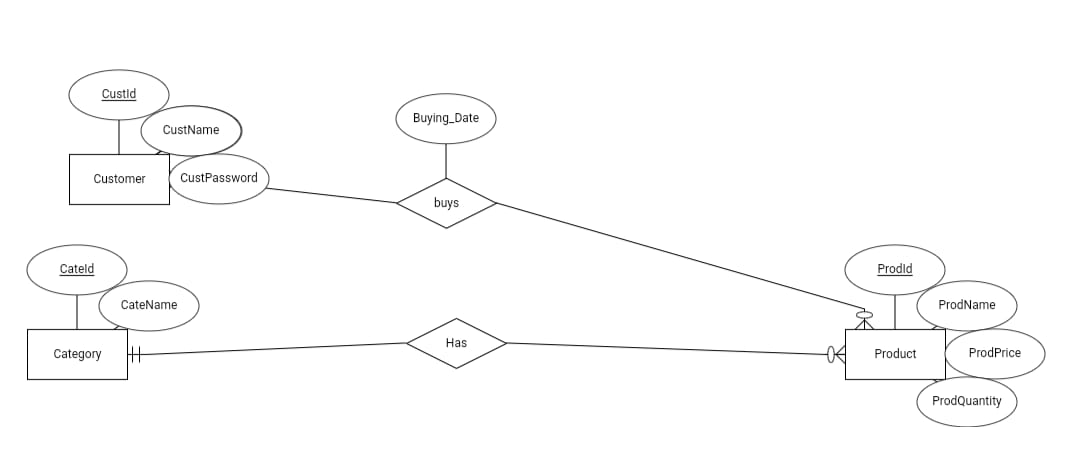 CustId
CustName
Customer
CustPassword
Buying_Date
buys
CateId
CateName
Category
Has
ProdId
ProdName
Product
ProdPrice
ProdQuantity